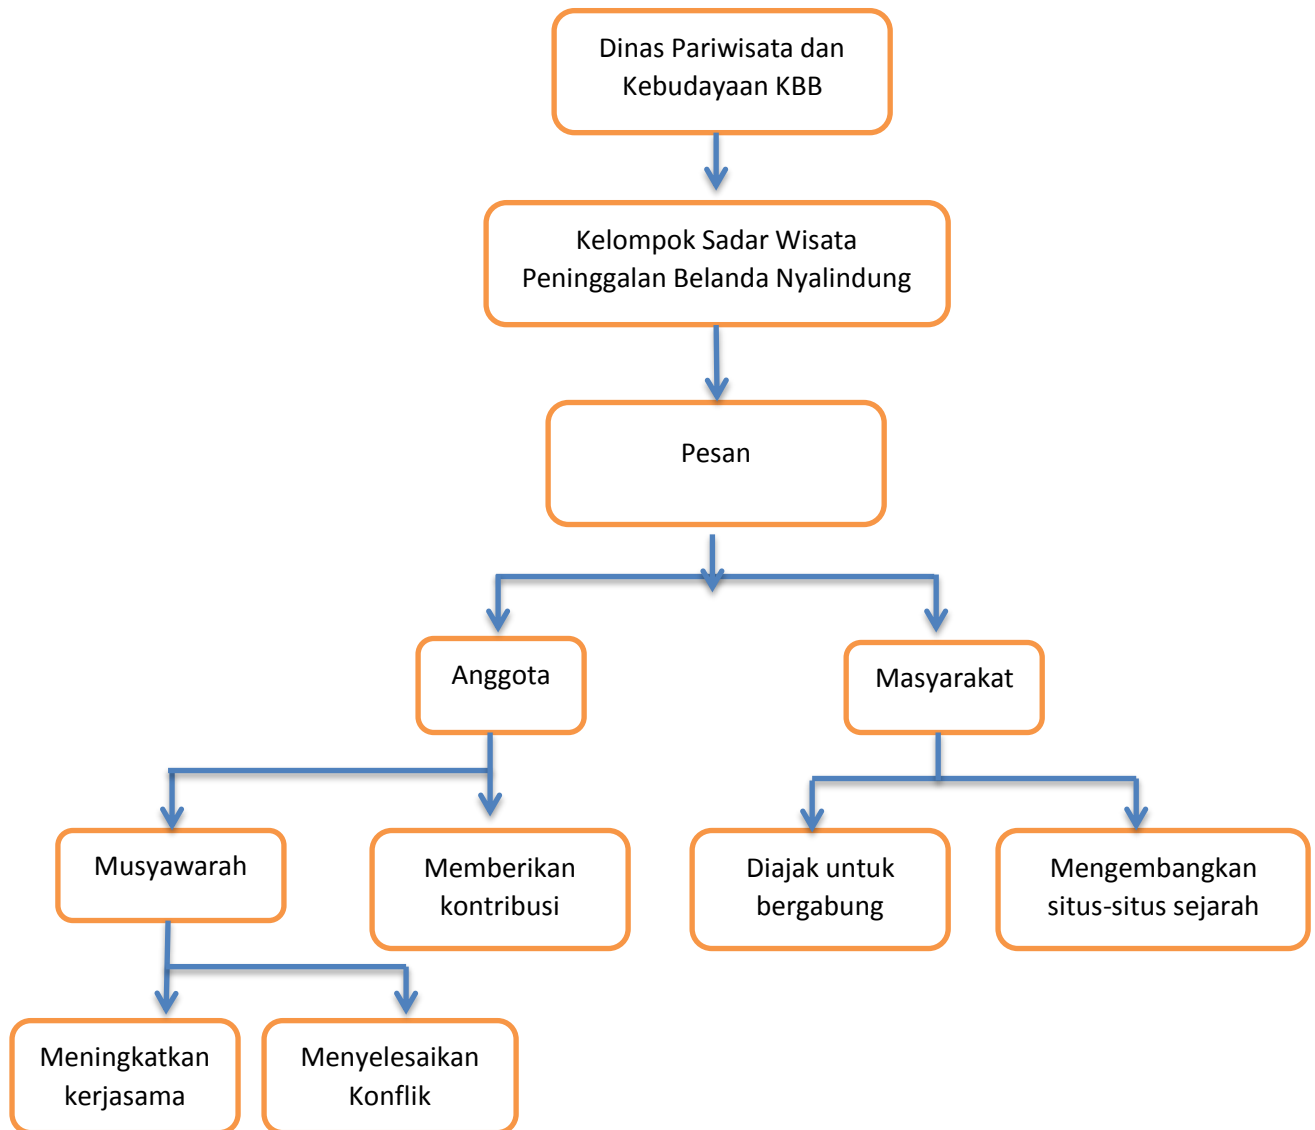 Dinas Pariwisata dan
Kebudayaan KBB
Kelompok Sadar Wisata
Peninggalan Belanda Nyalindung
Pesan
Anggota
Masyarakat
Musyawarah
Memberikan
kontribusi
Diajak untuk
bergabung
Mengembangkan
situs-situs sejarah
Meningkatkan
kerjasama
Menyelesaikan
Konflik